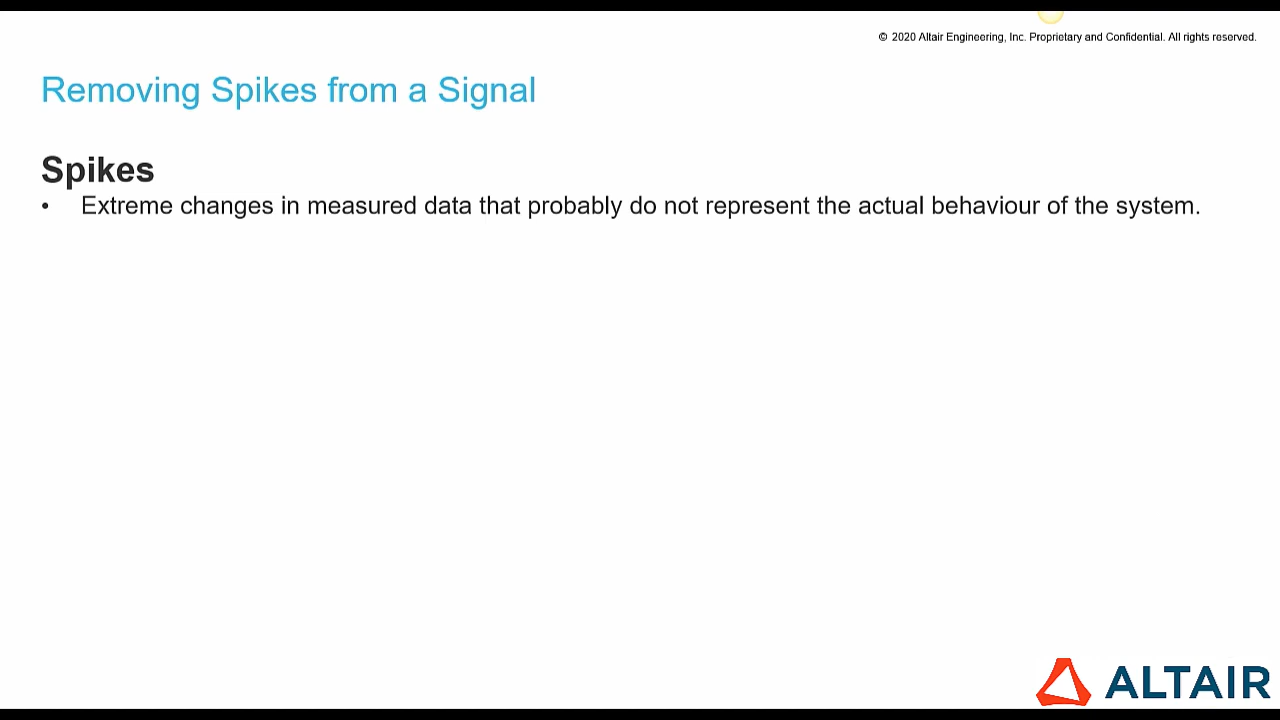 © 2020 Altair Engineering, Inc. Proprietary and Confidential. All rights reserved.
Removing Spikes from a Signal
Spikes
• Extreme changes in measured data that probably do not represent the actual behaviour of the system.
ALTAIR